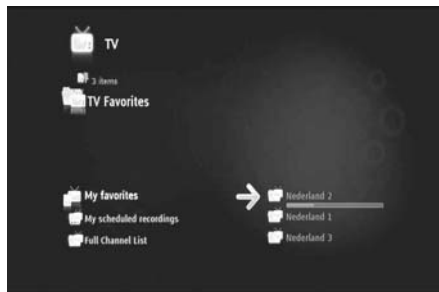 TV
3 items
TV Favorites
My favorites
My scheduled recordings
Full Channel List
Nederland 2
Nederland 1
Nederland 3